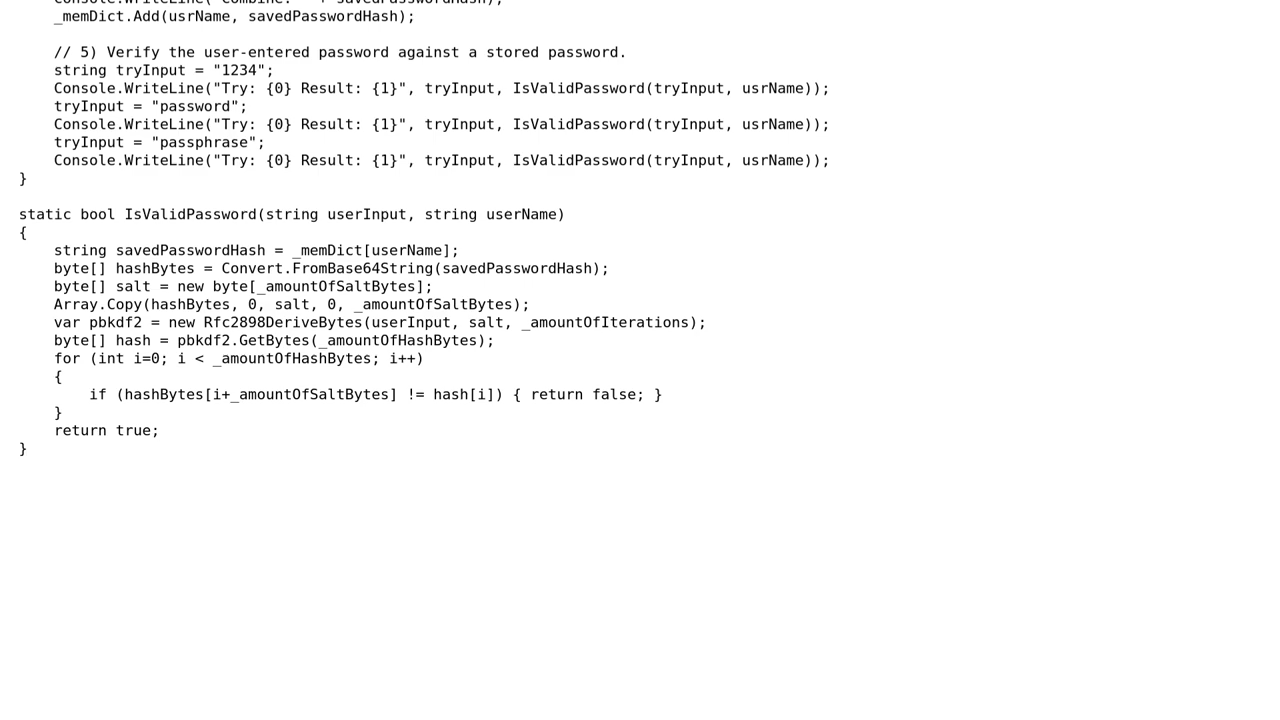 Console.WriteLine("Combine: " + savedPasswordHash);
_memDict.Add(usrName, savedPasswordHash);
// 5) Verify the user-entered password against a stored password.
string tryInput = "1234";
Console.WriteLine("Try: {0} Result: {1}", tryInput, IsValidPassword(tryInput, usrName));
tryInput = "password";
Console.WriteLine("Try: {0} Result: {1}", tryInput, IsValidPassword(tryInput, usrName));
tryInput = "passphrase";
Console.WriteLine("Try: {0} Result: {1}", tryInput, IsValidPassword(tryInput, usrName));
}
static bool IsValidPassword(string userInput, string userName)
{
string savedPasswordHash = _memDict[userName];
byte[] hashBytes = Convert.FromBase64String(savedPasswordHash);
byte[] salt = new byte[_amountOfSaltBytes];
Array.Copy(hashBytes, 0, salt, 0, _amountOfSaltBytes);
var pbkdf2 = new Rfc2898DeriveBytes(userInput, salt, _amountOfIterations);
byte[] hash = pbkdf2.GetBytes(_amountOfHashBytes);
for (int i=0; i < _amountOfHashBytes; i++)
{
if (hashBytes[i+_amountOfSaltBytes] != hash[i]) { return false; }
}
return true;
}